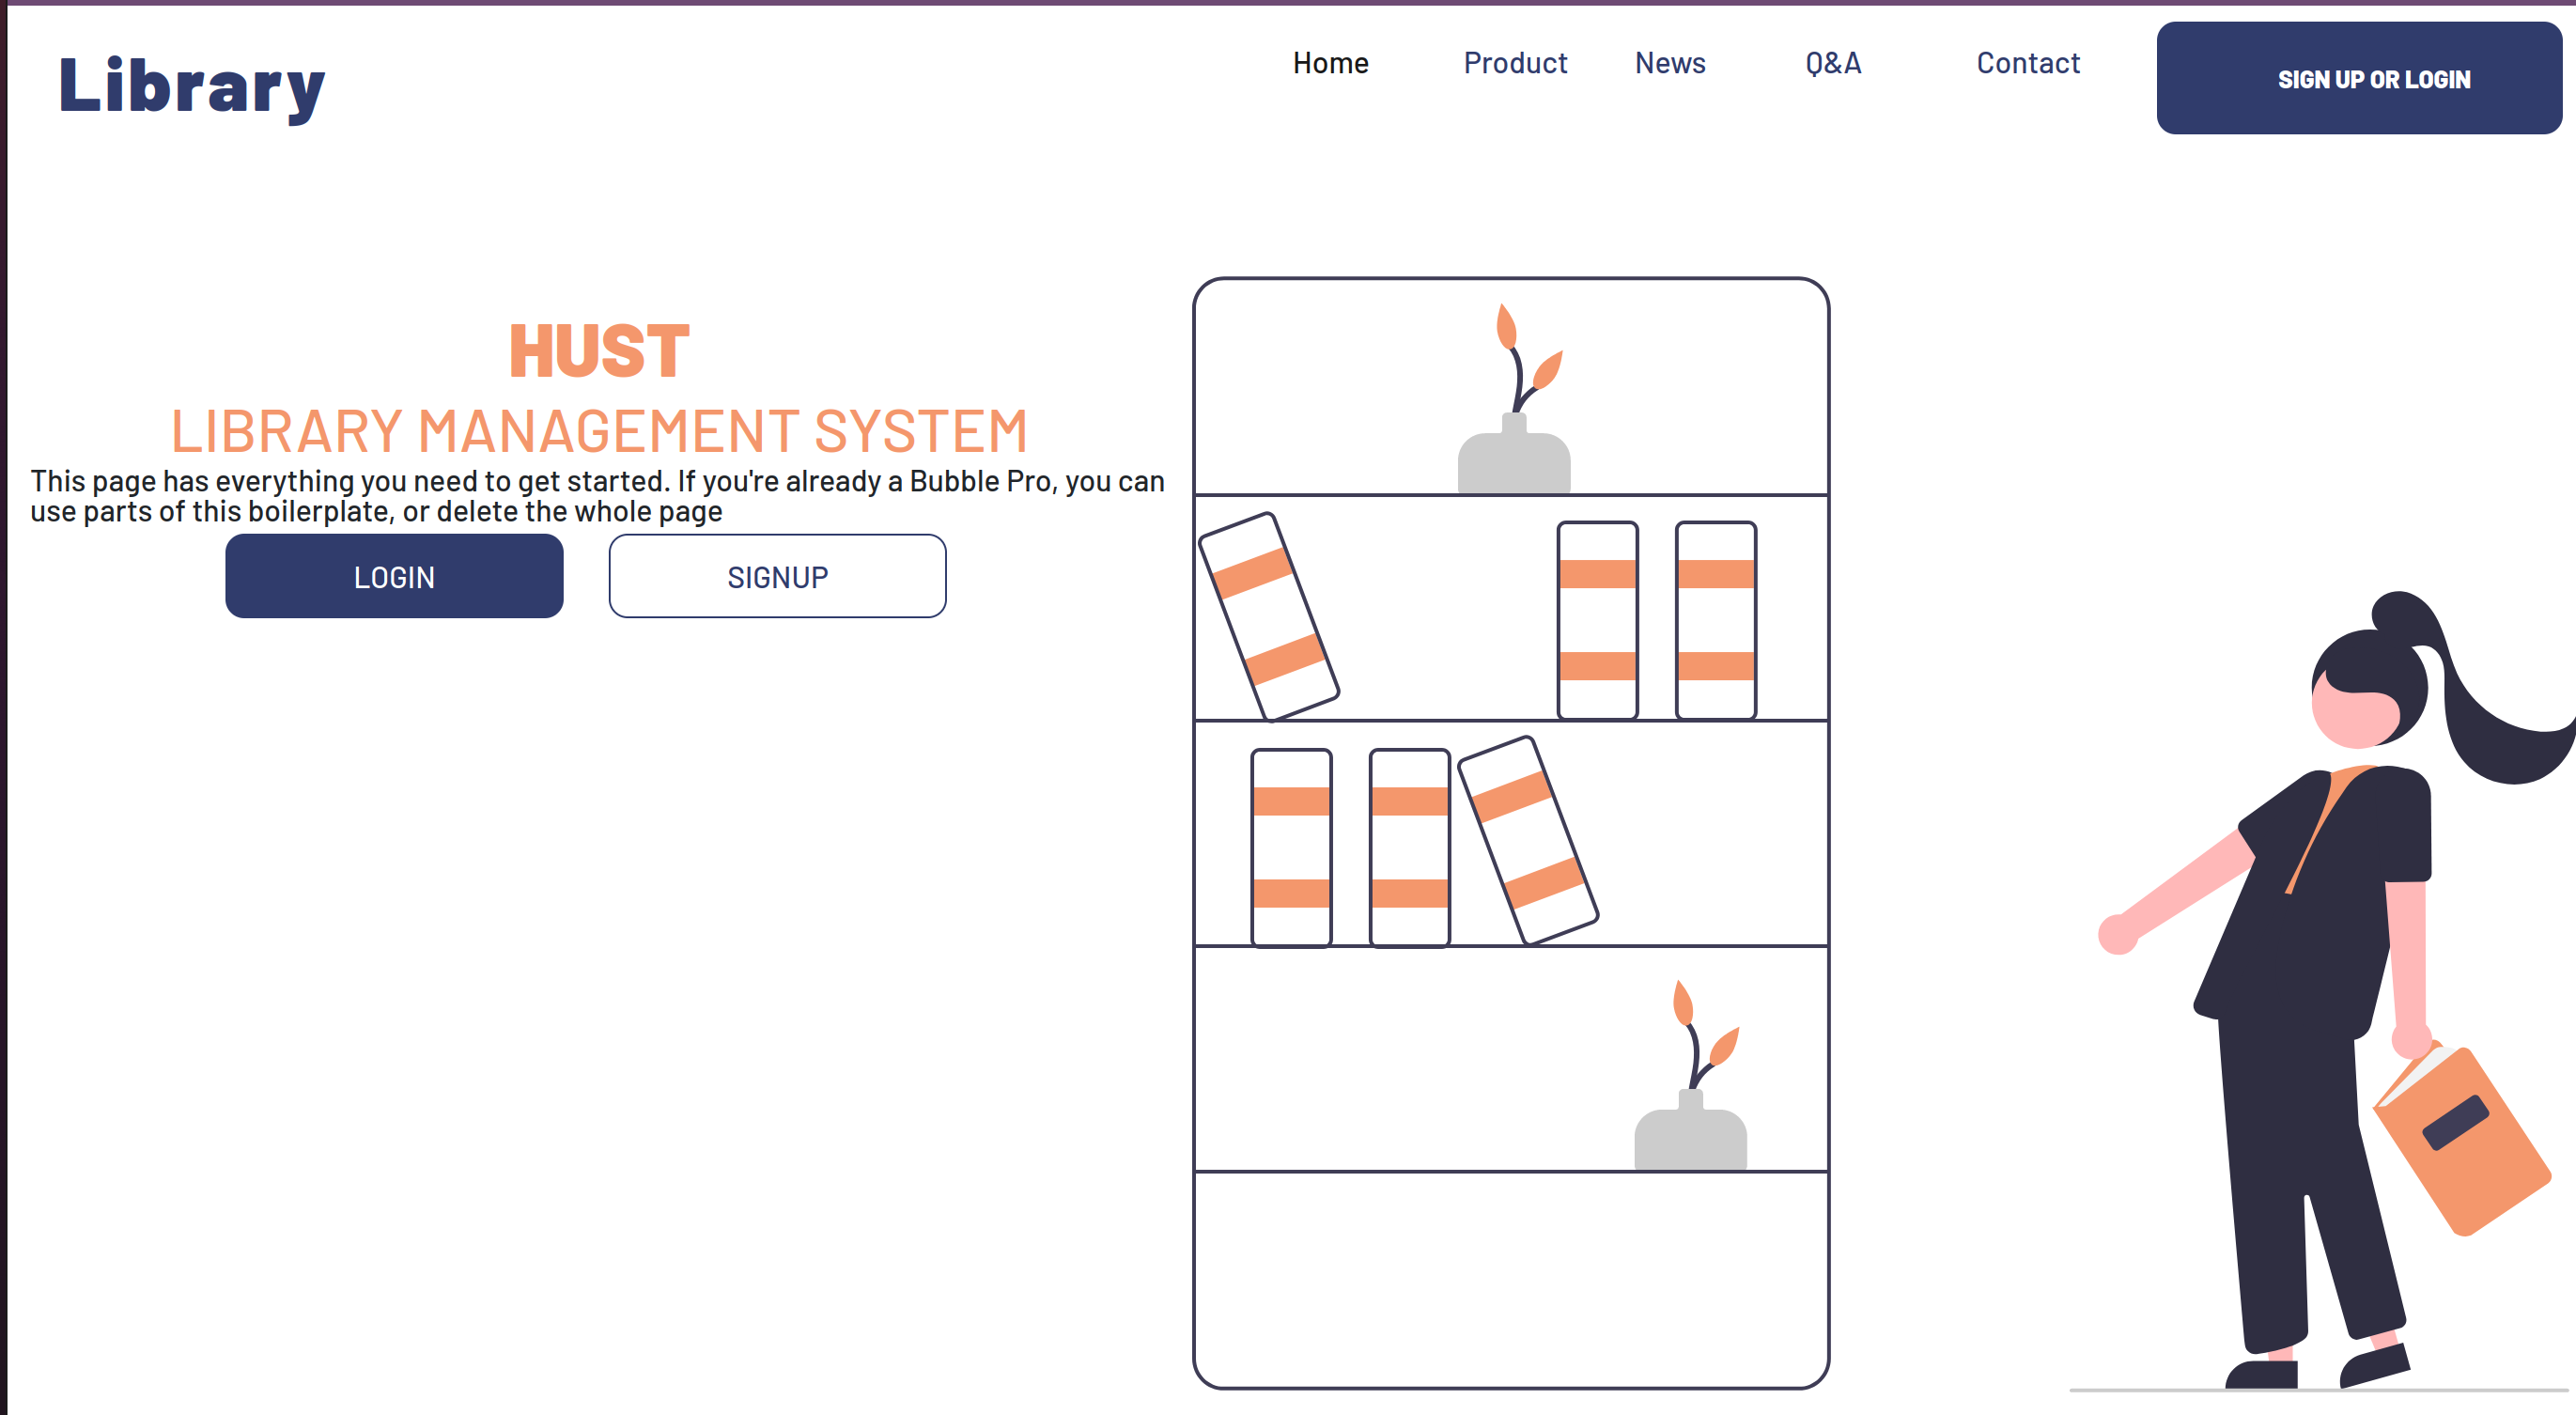 Library
Home
Product
News
Q&A
Contact
SIGN UP OR LOGIN
HUST
LIBRARY MANAGEMENT SYSTEM
This page has everything you need to get started. If you're already a Bubble Pro, you can
use parts of this boilerplate, or delete the whole page
LOGIN
SIGNUP